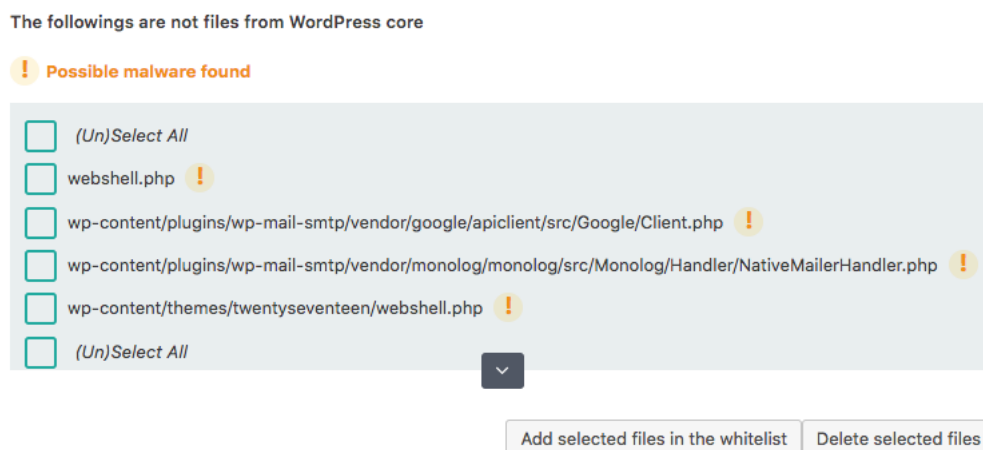 The followings are not files from WordPress core
! Possible malware found
(Un)Select All
webshell.php !
wp-content/plugins/wp-mail-smtp/vendor/google/apiclient/src/Google/Client.php !
wp-content/plugins/wp-mail-smtp/vendor/monolog/monolog/src/Monolog/Handler/NativeMailerHandler.php !
wp-content/themes/twentyseventeen/webshell.php !
(Un)Select All
Add selected files in the whitelist Delete selected files